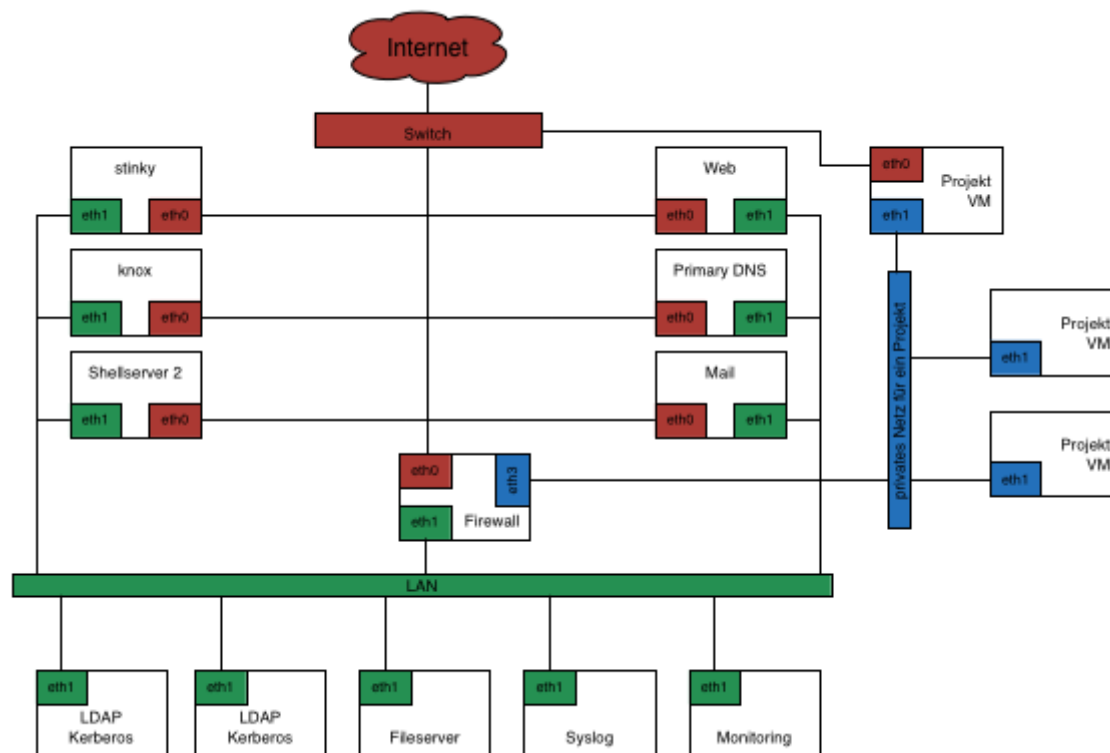 Internet
Switch
stinky
eth1
eth0
Web
eth0
eth1
eth0
Projekt
VM
eth1
knox
eth1
eth0
Primary DNS
eth0
eth1
privates Netz für ein Projekt
Projekt
VM
eth1
Shellserver 2
eth1
eth0
Mail
eth0
eth1
Projekt
VM
eth1
eth0
eth3
eth1
Firewall
LAN
eth1
LDAP
Kerberos
eth1
LDAP
Kerberos
eth1
Fileserver
eth1
Syslog
eth1
Monitoring